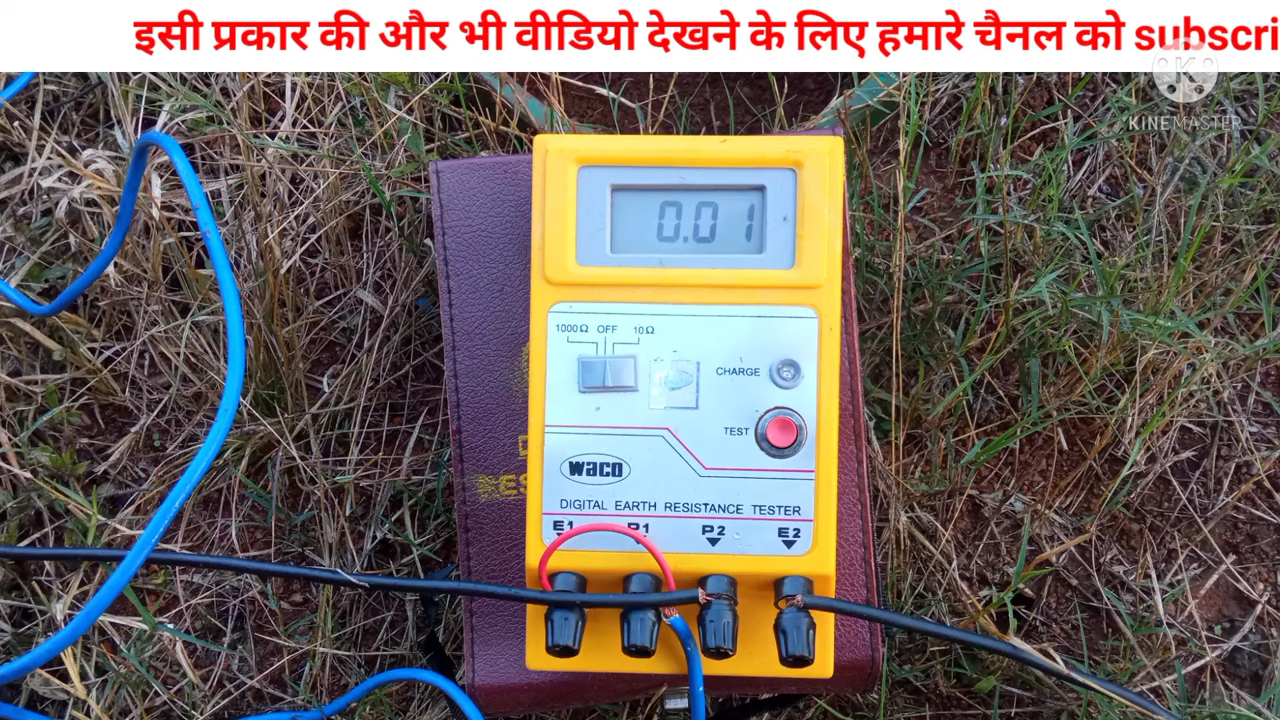 इसी प्रकार की और भी वीडियो देखने के लिए हमारे चैनल को subscri
KINEMASTER
0.01
1000Ω OFF 10Ω
CHARGE
TEST
waco
DIGITAL EARTH RESISTANCE TESTER
E1 P1 P2 E2